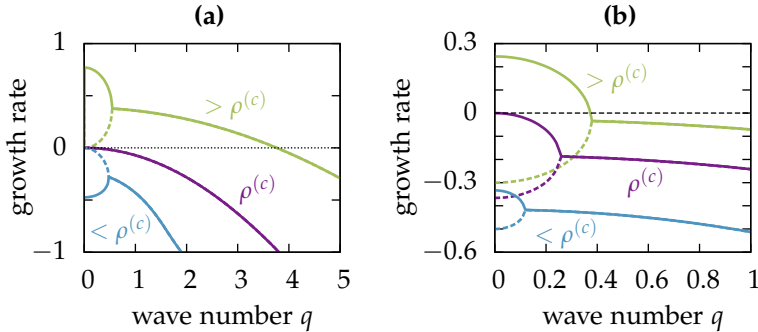 (a)
1
0
−1
growth rate
> ρ(c)
ρ(c)
< ρ(c)
0 1 2 3 4 5
wave number q
(b)
0.3
0
−0.3
−0.6
growth rate
> ρ(c)
ρ(c)
< ρ(c)
0 0.2 0.4 0.6 0.8 1
wave number q